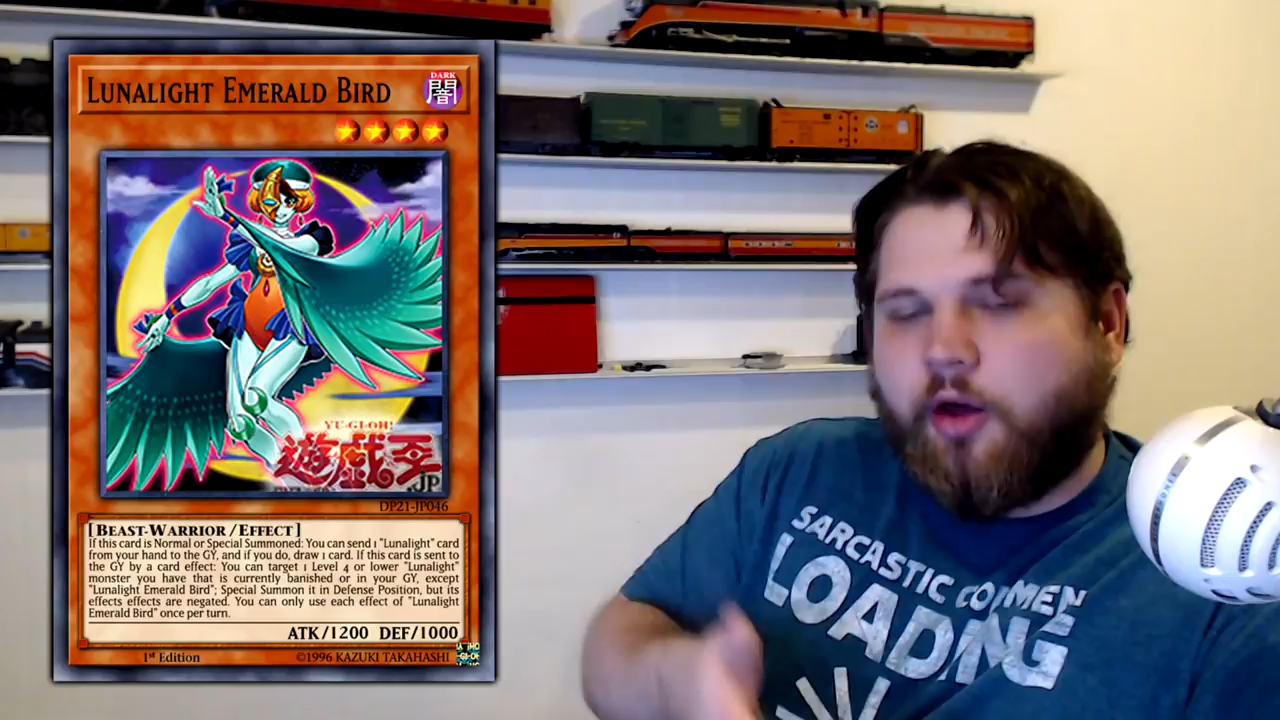 LUNALIGHT EMERALD BIRD
DARK
闇
YU-GI-OH!
遊戯王
.JP
DP21-JP046
[BEAST-WARRIOR/EFFECT]
If this card is Normal or Special Summoned: You can send 1 "Lunalight" card
from your hand to the GY, and if you do, draw 1 card. If this card is sent to
the GY by a card effect: You can target 1 Level 4 or lower "Lunalight"
monster you have that is currently banished or in your GY, except
"Lunalight Emerald Bird"; Special Summon it in Defense Position, but its
effects effects are negated. You can only use each effect of "Lunalight
Emerald Bird" once per turn.
ATK/1200 DEF/1000
1st Edition
©1996 KAZUKI TAKAHASHI
SARCASTIC COMMEN
LOADING